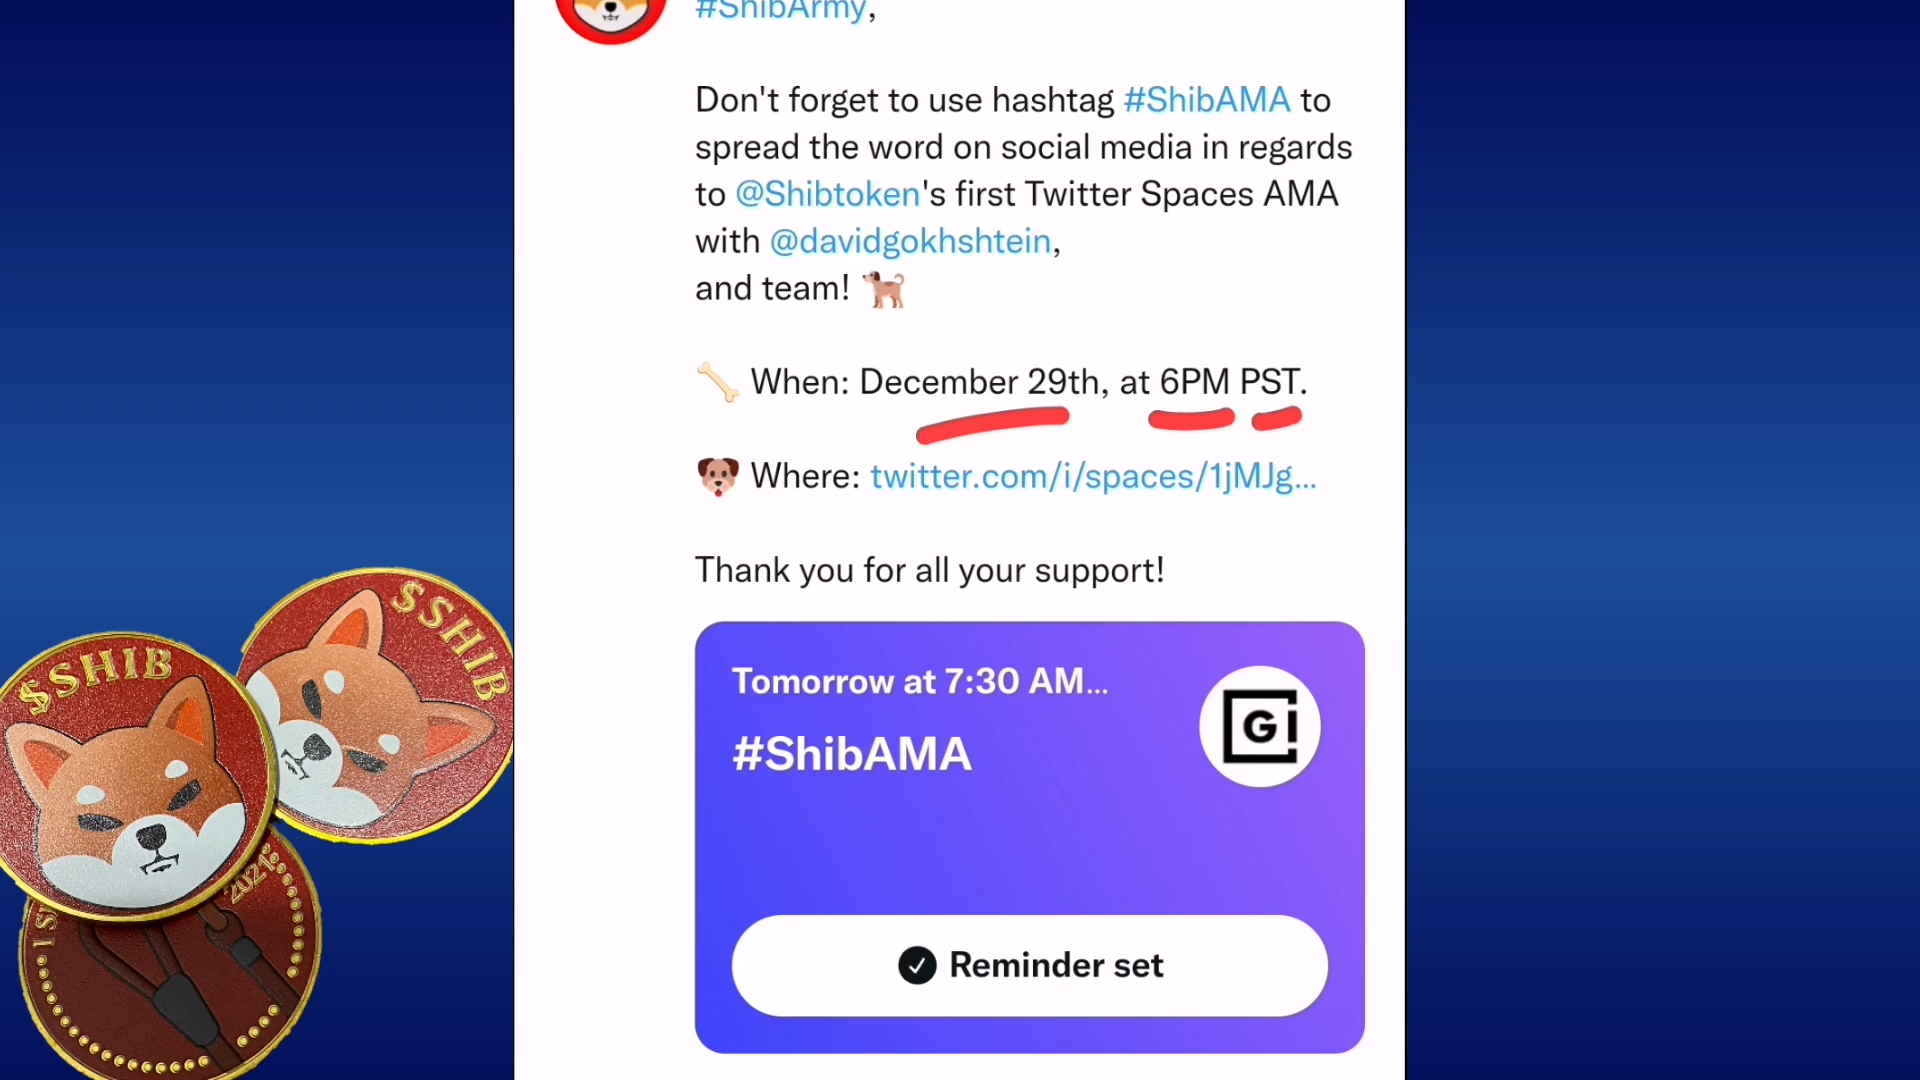 #ShibArmy,
Don't forget to use hashtag #ShibAMA to
spread the word on social media in regards
to @Shibtoken's first Twitter Spaces AMA
with @davidgokhshtein,
and team!
When: December 29th, at 6PM PST.
Where: twitter.com/i/spaces/1jMJg...
Thank you for all your support!
Tomorrow at 7:30 AM...
#ShibAMA
Gi
Reminder set
$SHIB
$SHIB
2021